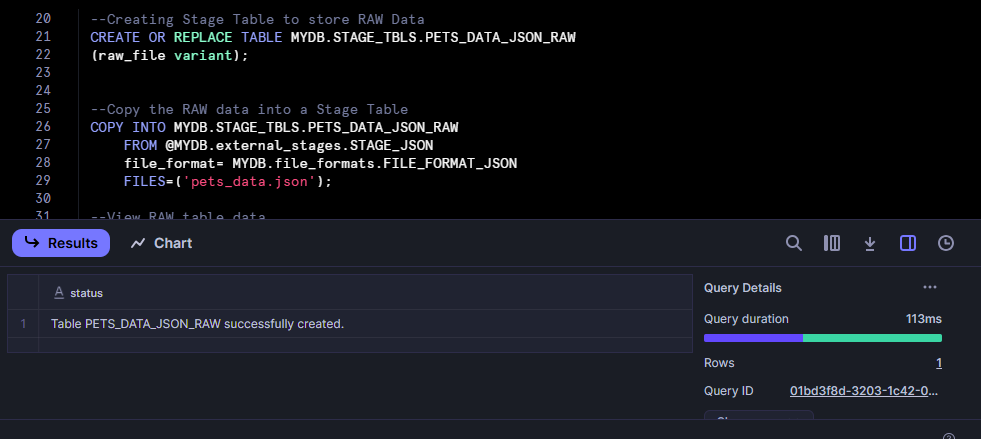 20 --Creating Stage Table to store RAW Data
21 CREATE OR REPLACE TABLE MYDB.STAGE_TBLS.PETS_DATA_JSON_RAW
22 (raw_file variant);
23
24
25 --Copy the RAW data into a Stage Table
26 COPY INTO MYDB.STAGE_TBLS.PETS_DATA_JSON_RAW
27 FROM @MYDB.external_stages.STAGE_JSON
28 file_format= MYDB.file_formats.FILE_FORMAT_JSON
29 FILES=('pets_data.json');
30
31 --View RAW table data
Results Chart
A status
1 Table PETS_DATA_JSON_RAW successfully created.
Query Details ...
Query duration 113ms
Rows 1
Query ID 01bd3f8d-3203-1c42-0...